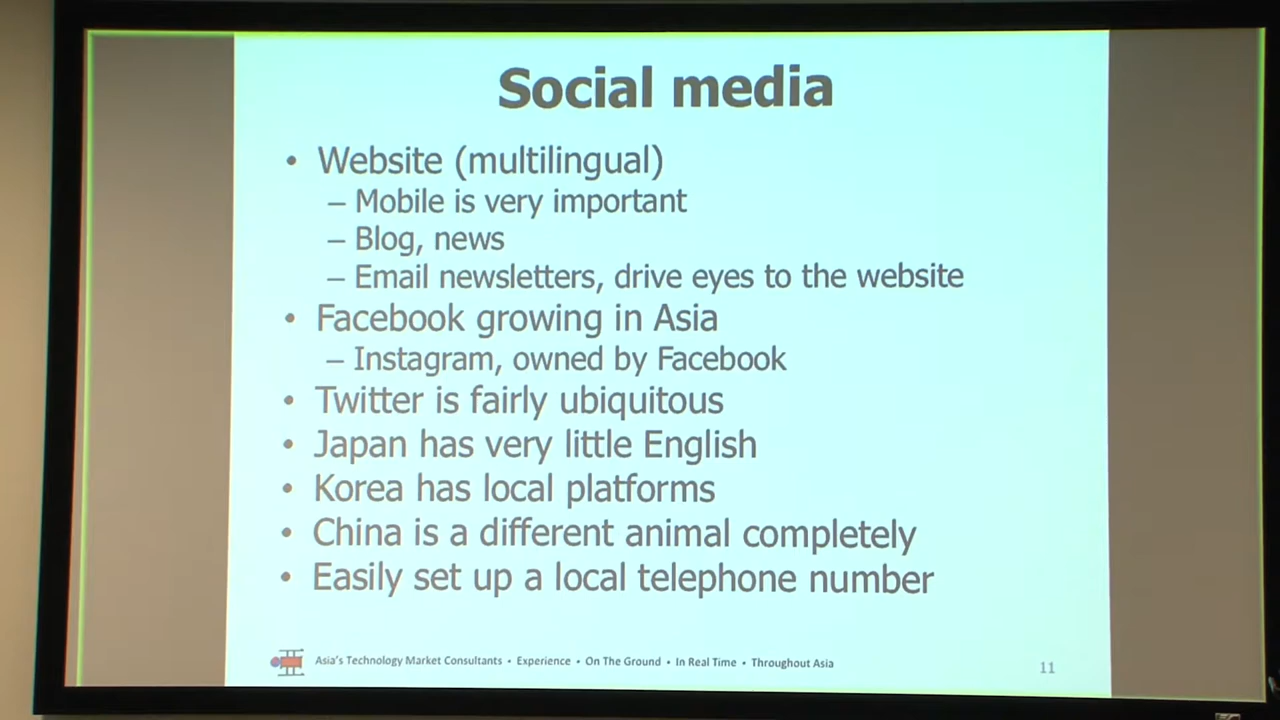 Social media
• Website (multilingual)
– Mobile is very important
– Blog, news
– Email newsletters, drive eyes to the website
• Facebook growing in Asia
– Instagram, owned by Facebook
• Twitter is fairly ubiquitous
• Japan has very little English
• Korea has local platforms
• China is a different animal completely
• Easily set up a local telephone number
Asia's Technology Market Consultants • Experience • On The Ground • In Real Time • Throughout Asia
11